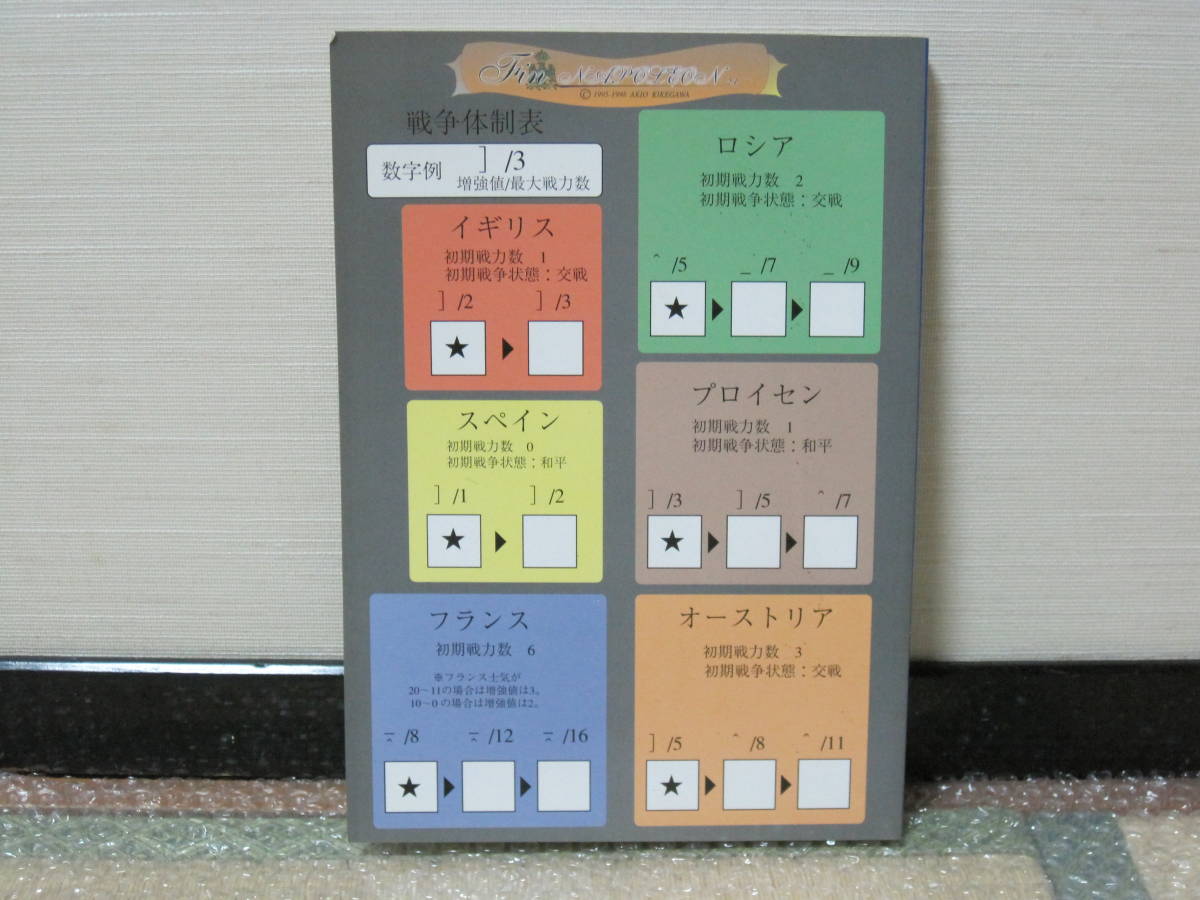 Fin NAPOLEON
© 1995-1998 AKIO KIKEGAWA
戦争体制表
数字例 ］/3
増強値/最大戦力数
イギリス
初期戦力数 1
初期戦争状態：交戦
］/2 ］/3
★ ▶
スペイン
初期戦力数 0
初期戦争状態：和平
］/1 ］/2
★ ▶
フランス
初期戦力数 6
※フランス士気が
20～11の場合は増強値は3。
10～0の場合は増強値は2。
/8 /12 /16
★ ▶ ▶
ロシア
初期戦力数 2
初期戦争状態：交戦
^ /5 _ /7 _ /9
★ ▶ ▶
プロイセン
初期戦力数 1
初期戦争状態：和平
］/3 ］/5 ^ /7
★ ▶ ▶
オーストリア
初期戦力数 3
初期戦争状態：交戦
］/5 ^ /8 ^ /11
★ ▶ ▶